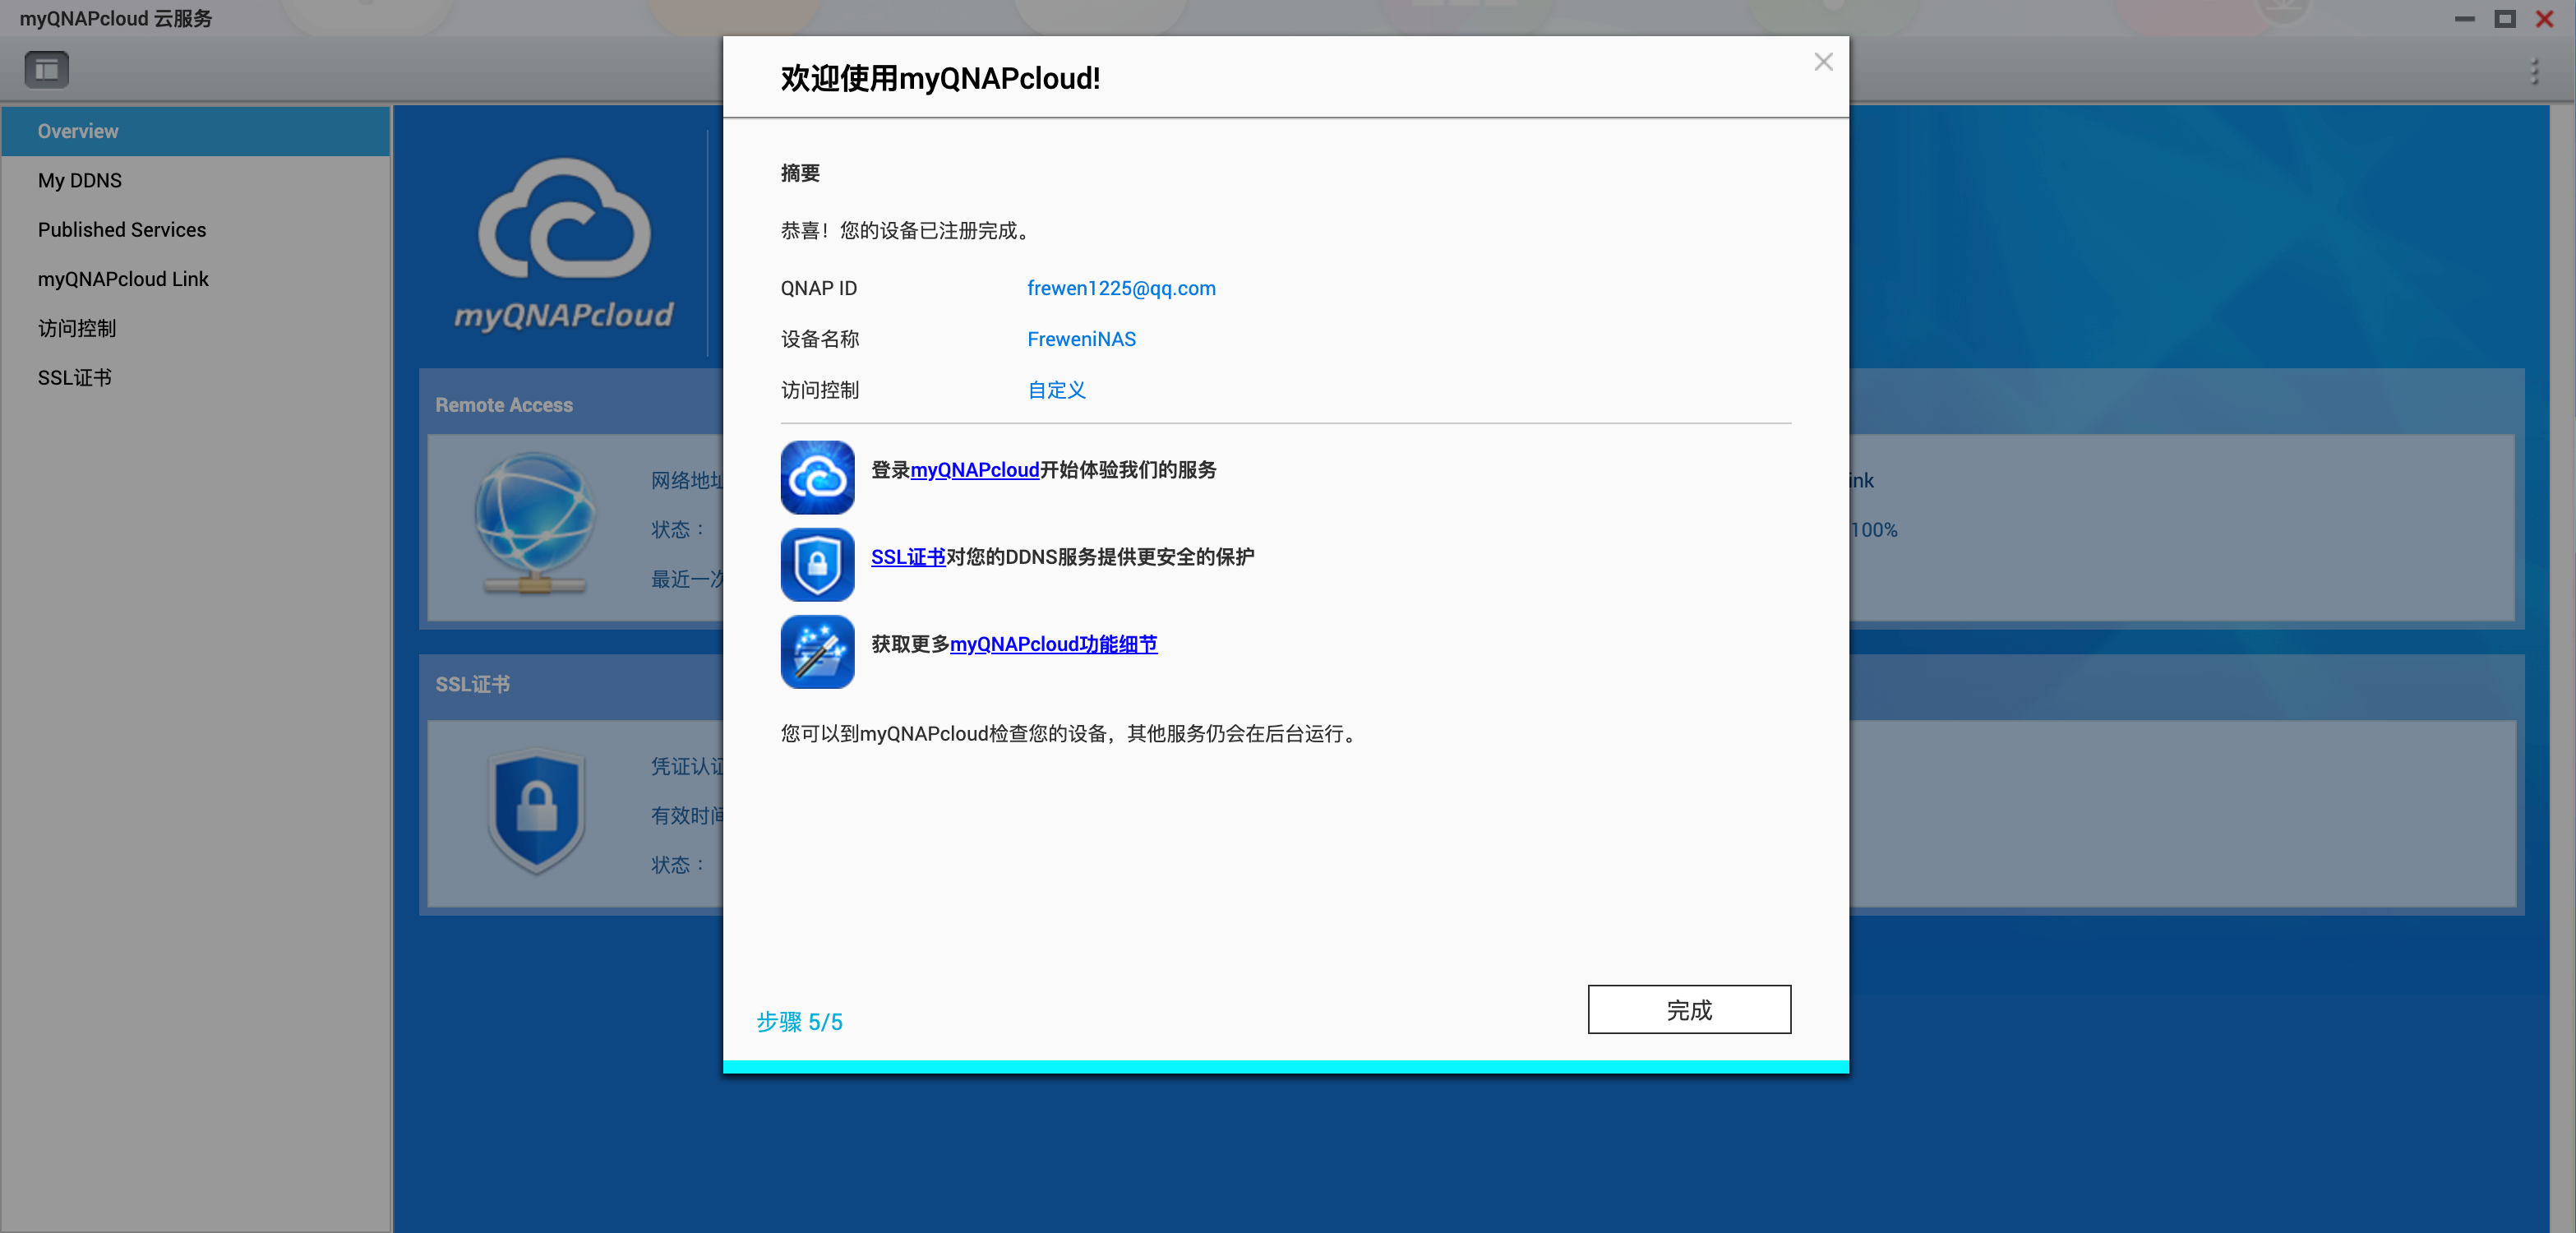 myQNAPcloud 云服务
Overview
My DDNS
Published Services
myQNAPcloud Link
访问控制
SSL证书
myQNAPcloud
Remote Access
网络地址
状态：
最近一次
ink
100%
SSL证书
凭证认证
有效时间
状态：
欢迎使用myQNAPcloud!
摘要
恭喜！您的设备已注册完成。
QNAP ID frewen1225@qq.com
设备名称 FreweniNAS
访问控制 自定义
登录myQNAPcloud开始体验我们的服务
SSL证书对您的DDNS服务提供更安全的保护
获取更多myQNAPcloud功能细节
您可以到myQNAPcloud检查您的设备，其他服务仍会在后台运行。
步骤 5/5
完成